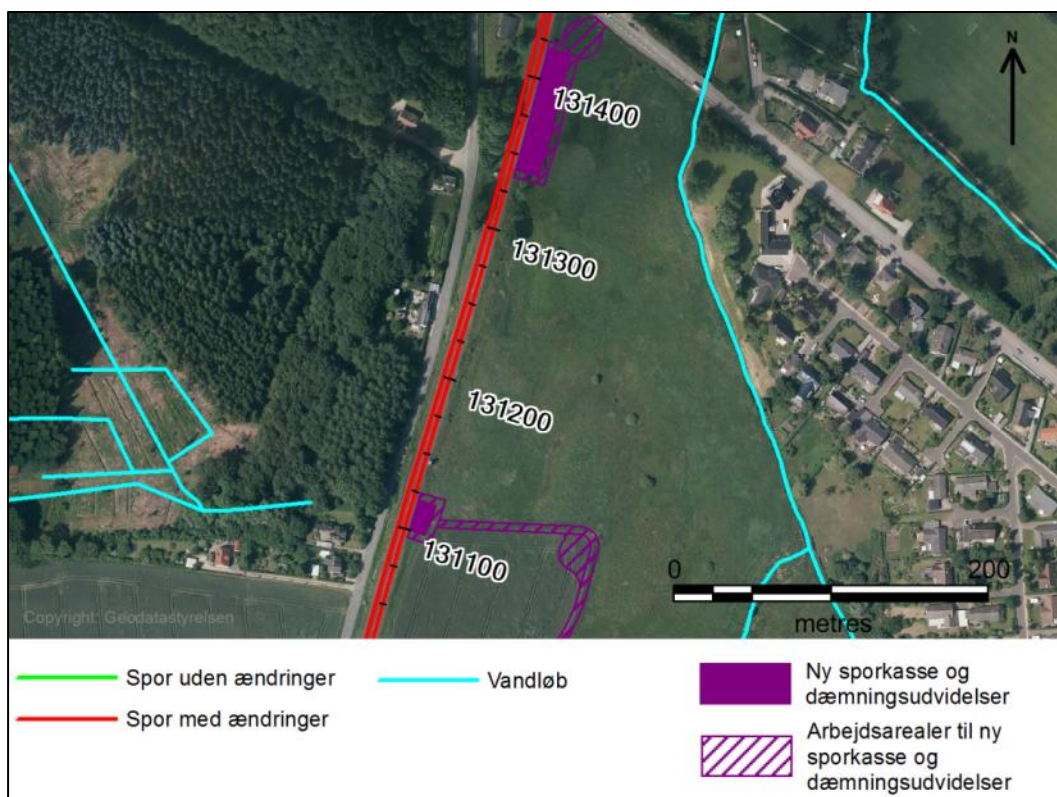 N
131400
131300
131200
131100
0 200
metres
Copyright: Geodatastyrelsen
Spor uden ændringer
Spor med ændringer
Vandløb
Ny sporkasse og
dæmningsudvidelser
Arbejdsarealer til ny
sporkasse og
dæmningsudvidelser